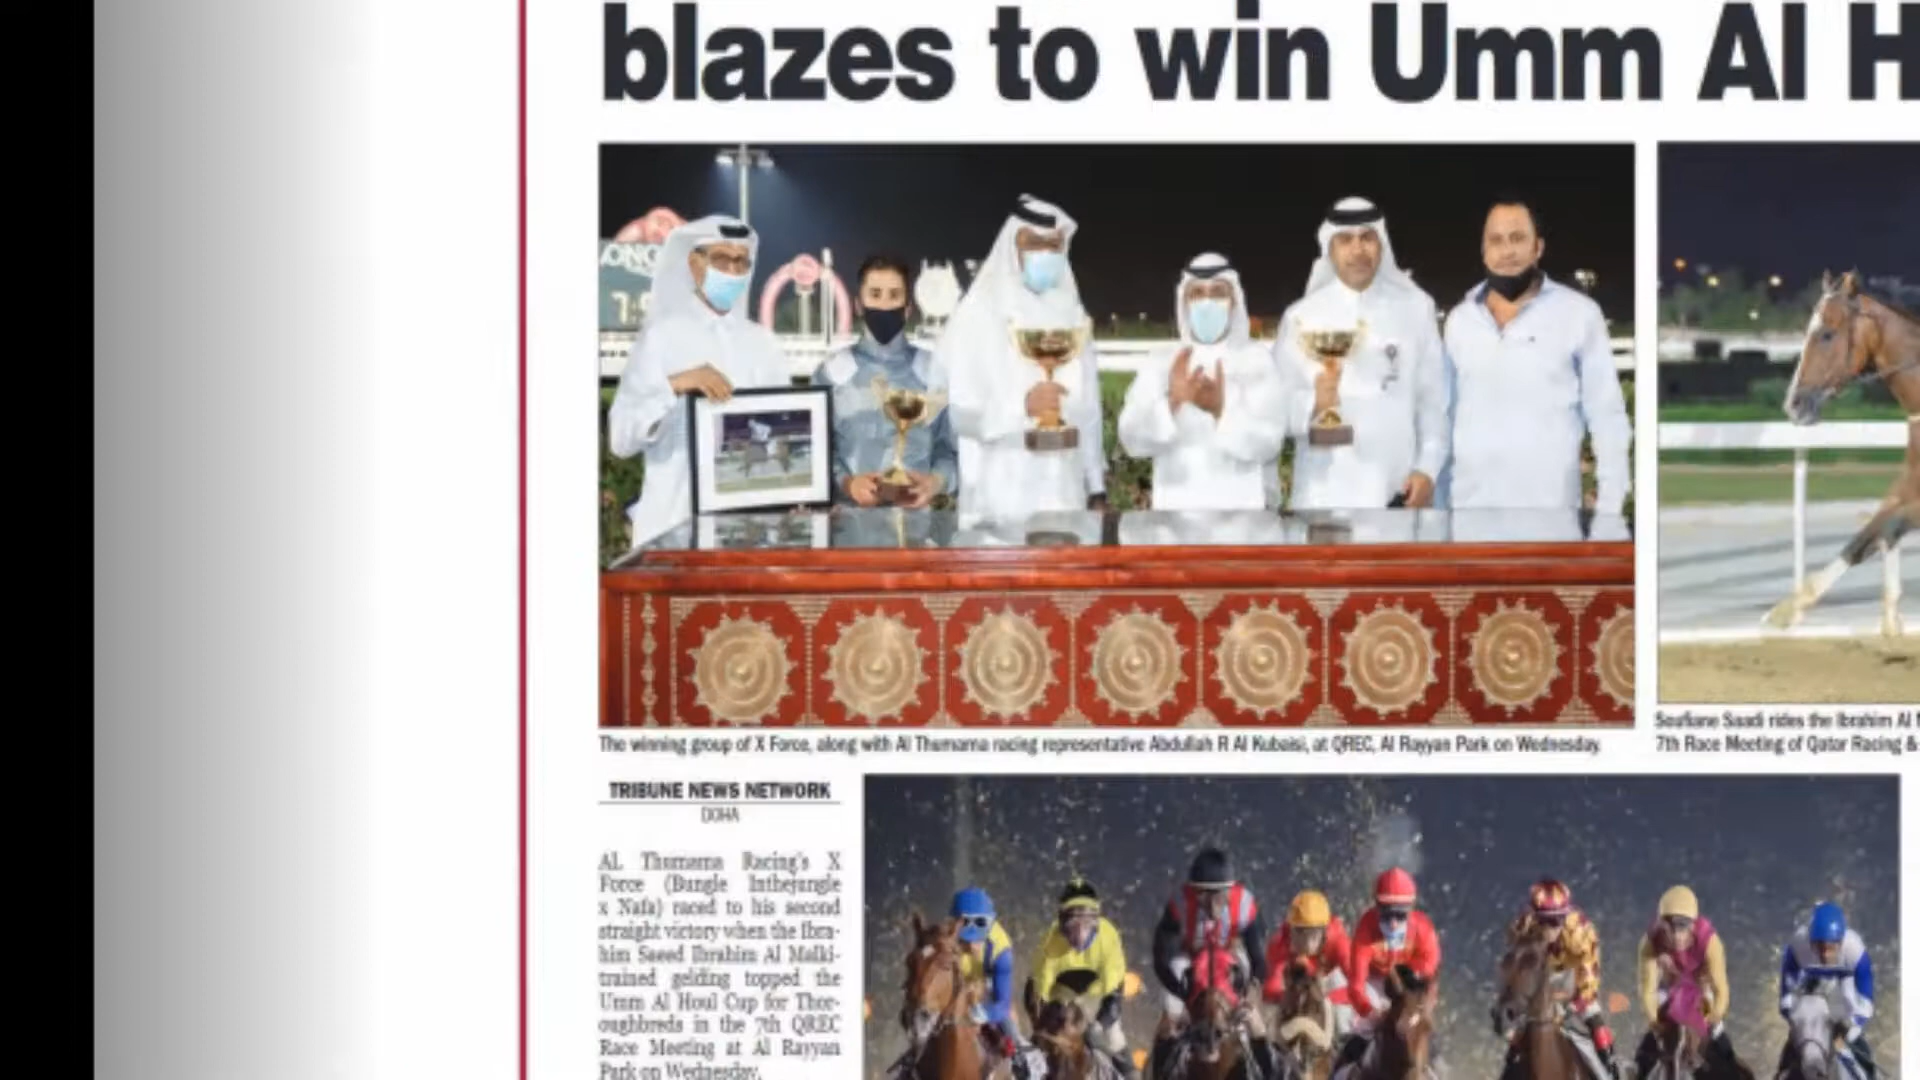 blazes to win Umm Al H
The winning group of X Force, along with Al Thumama racing representative Abdullah R Al Kubaisi, at QREC, Al Rayyan Park on Wednesday.
Soufiane Saadi rides the Ibrahim Al
7th Race Meeting of Qatar Racing &
TRIBUNE NEWS NETWORK
DOHA
AL Thumama Racing's X
Force (Bungle Inthejungle
x Nafa) raced to his second
straight victory when the Ibra-
him Saeed Ibrahim Al Malki-
trained gelding topped the
Umm Al Houl Cup for Thor-
oughbreds in the 7th QREC
Race Meeting at Al Rayyan
Park on Wednesday.